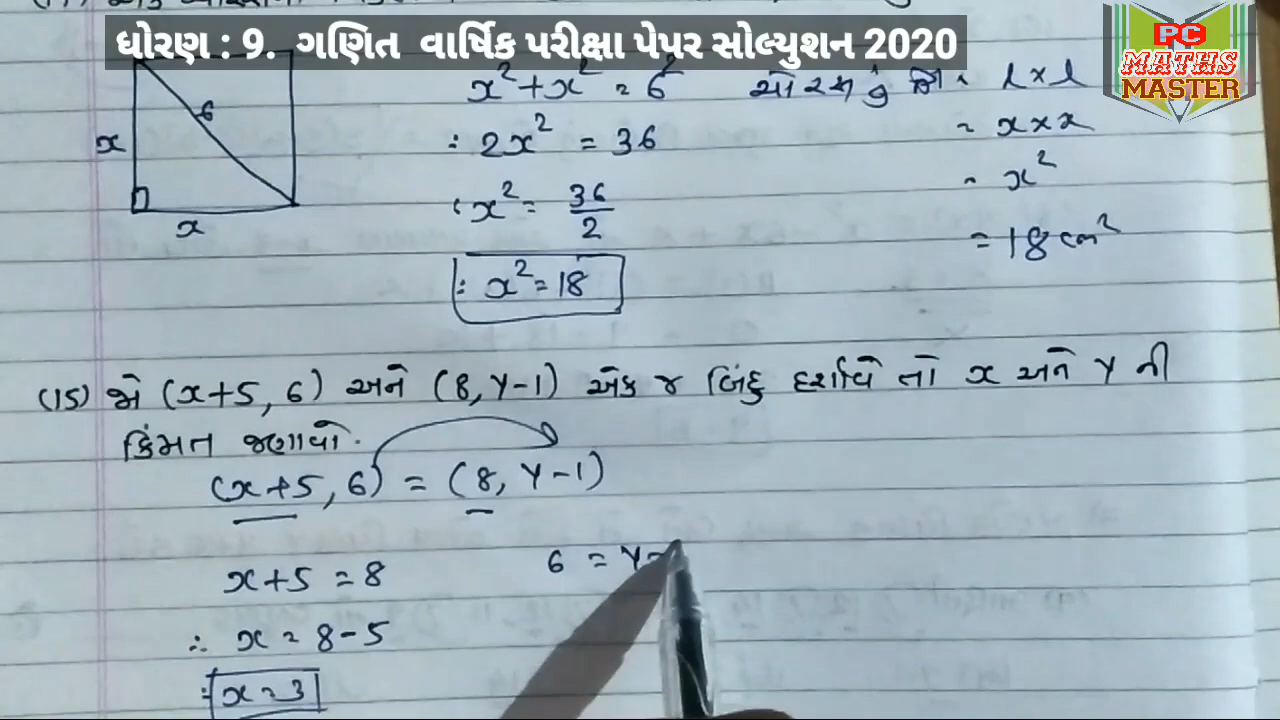 ધોરણ : 9. ગણિત વાર્ષિક પરીક્ષા પેપર સોલ્યુશન 2020
PC
MATHS
MASTER
x
6
x
x² + x² = 6²
∴ 2x² = 36
∴ x² = 36/2
∴ x² = 18
ચોરસનું = l × l
= x × x
= x²
= 18 cm²
(15) જો (x+5, 6) અને (8, Y-1) એક જ બિંદુ દર્શાવે તો x અને Y ની
કિંમત જણાવો.
(x+5, 6) = (8, Y-1)
x+5 = 8
∴ x = 8-5
∴ x = 3
6 = Y-